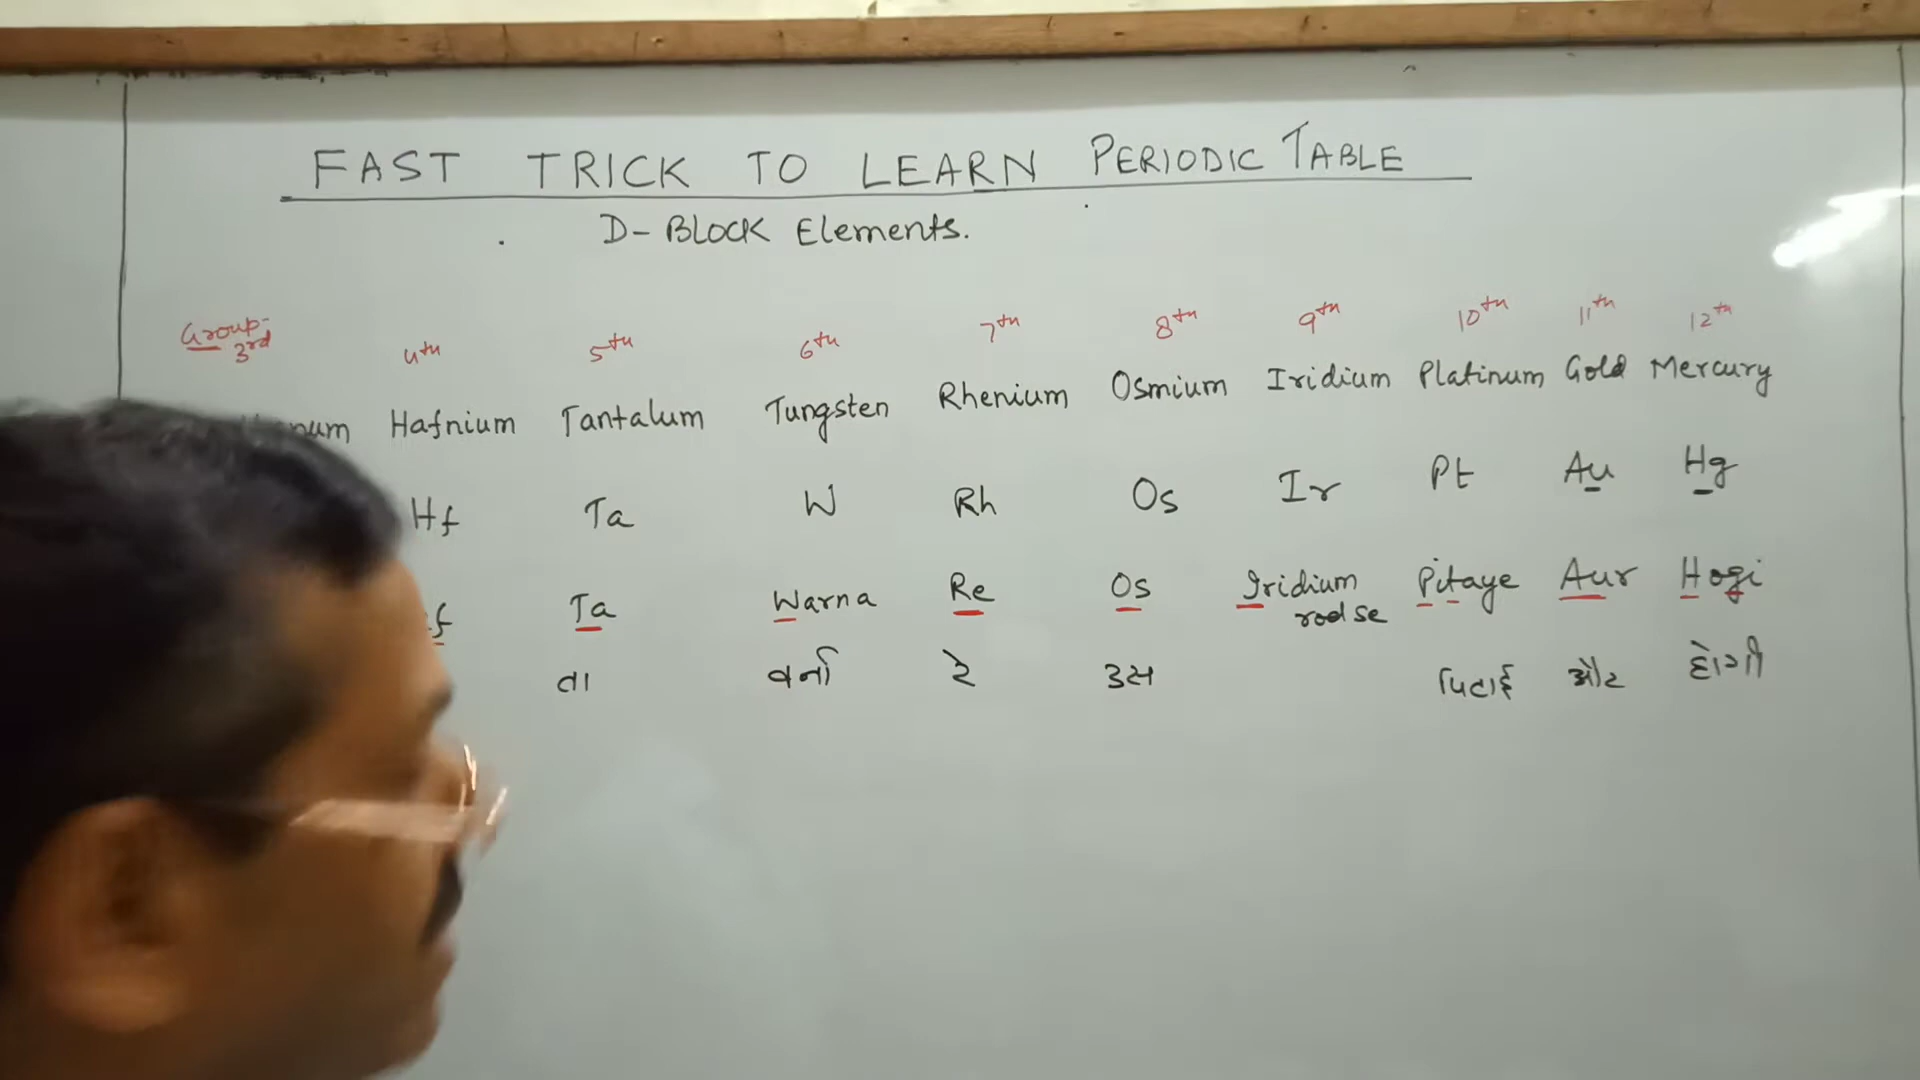 FAST TRICK TO LEARN PERIODIC TABLE
D-BLOCK Elements.
Group- 3rd 4th 5th 6th 7th 8th 9th 10th 11th 12th
Hafnium Tantalum Tungsten Rhenium Osmium Iridium Platinum Gold Mercury
Hf Ta W Rh Os Ir Pt Au Hg
Ta Warna Re Os Iridium rod se Pitaye Aur Hogi
તા વર્ના રે ઉસ પિટાઈ ઔર હોગી